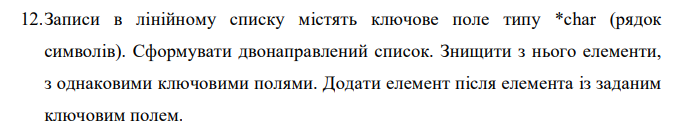 12.Записи в лінійному списку містять ключове поле типу *char (рядок
символів). Сформувати двонаправлений список. Знищити з нього елементи,
з однаковими ключовими полями. Додати елемент після елемента із заданим
ключовим полем.